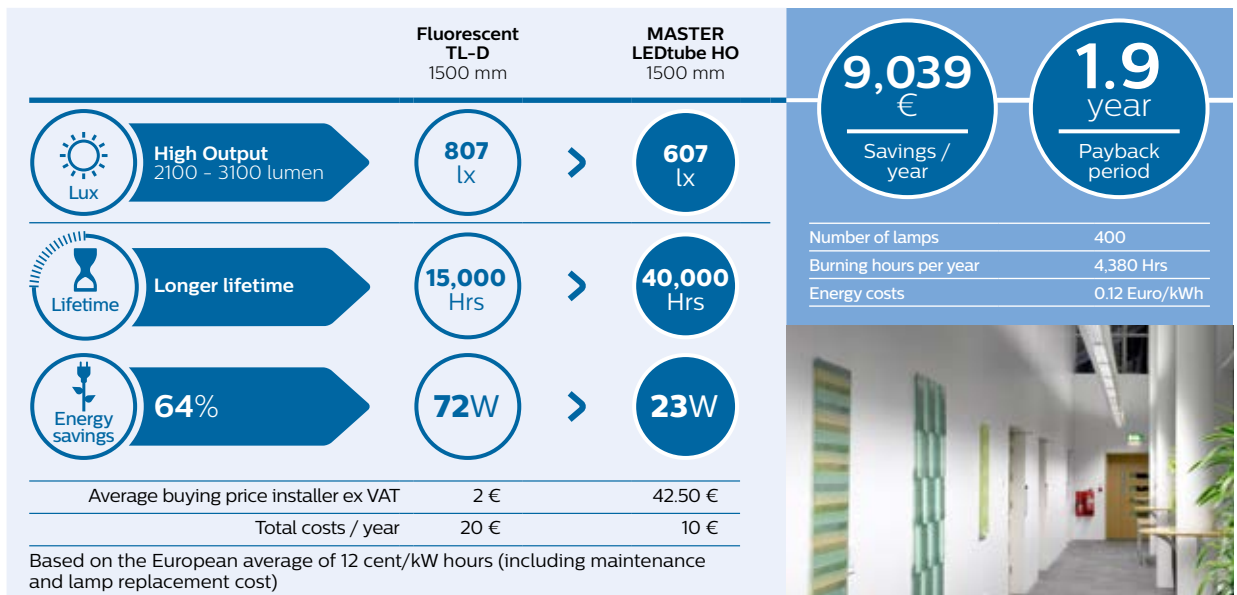 Fluorescent
TL-D
1500 mm
MASTER
LEDtube HO
1500 mm
Lux
High Output
2100 - 3100 lumen
807
lx
>
607
lx
Lifetime
Longer lifetime
15,000
Hrs
>
40,000
Hrs
Energy
savings
64%
72W
>
23W
Average buying price installer ex VAT 2 € 42.50 €
Total costs / year 20 € 10 €
Based on the European average of 12 cent/kW hours (including maintenance
and lamp replacement cost)
9,039
€
Savings /
year
1.9
year
Payback
period
Number of lamps 400
Burning hours per year 4,380 Hrs
Energy costs 0.12 Euro/kWh